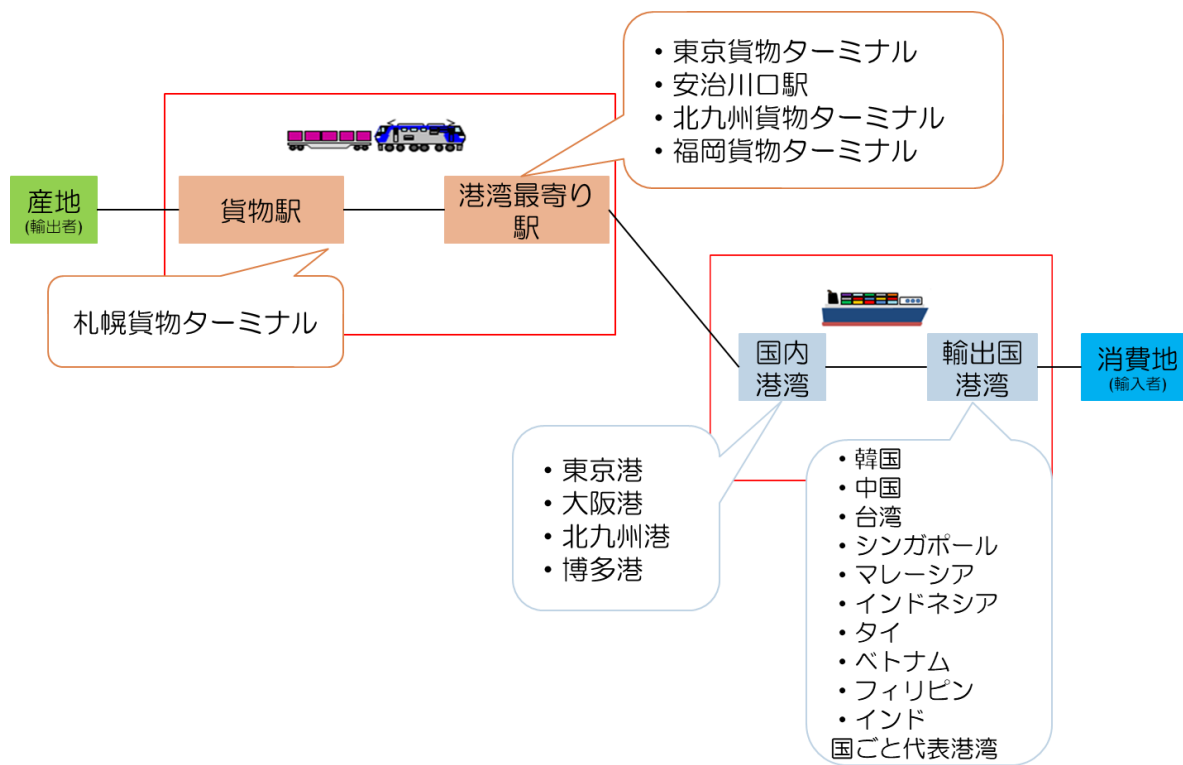 ・東京貨物ターミナル
・安治川口駅
・北九州貨物ターミナル
・福岡貨物ターミナル
産地
(輸出者)
貨物駅
港湾最寄り
駅
札幌貨物ターミナル
国内
港湾
輸出国
港湾
消費地
(輸入者)
・東京港
・大阪港
・北九州港
・博多港
・韓国
・中国
・台湾
・シンガポール
・マレーシア
・インドネシア
・タイ
・ベトナム
・フィリピン
・インド
国ごと代表港湾